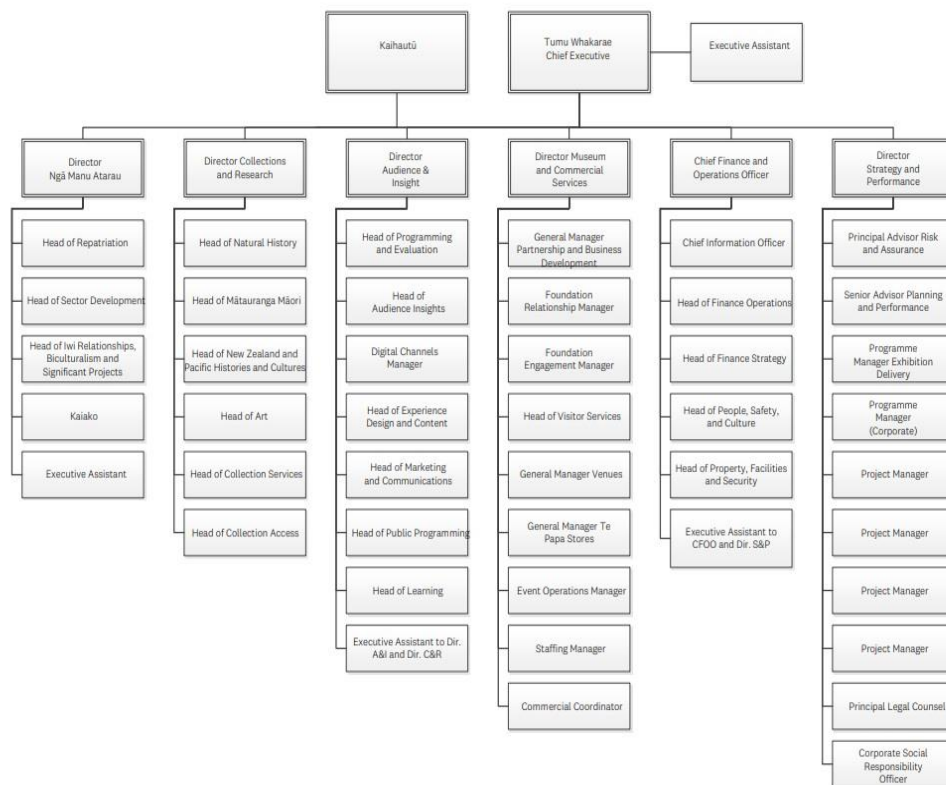 Kaihautū
Tumu Whakarae
Chief Executive
Executive Assistant
Director
Ngā Manu Atarau
Head of Repatriation
Head of Sector Development
Head of Iwi Relationships,
Biculturalism and
Significant Projects
Kaiako
Executive Assistant
Director Collections
and Research
Head of Natural History
Head of Mātauranga Māori
Head of New Zealand and
Pacific Histories and Cultures
Head of Art
Head of Collection Services
Head of Collection Access
Director
Audience &
Insight
Head of Programming
and Evaluation
Head of
Audience Insights
Digital Channels
Manager
Head of Experience
Design and Content
Head of Marketing
and Communications
Head of Public Programming
Head of Learning
Executive Assistant to Dir.
A&I and Dir. C&R
Director Museum
and Commercial
Services
General Manager
Partnership and Business
Development
Foundation
Relationship Manager
Foundation
Engagement Manager
Head of Visitor Services
General Manager Venues
General Manager Te
Papa Stores
Event Operations Manager
Staffing Manager
Commercial Coordinator
Chief Finance and
Operations Officer
Chief Information Officer
Head of Finance Operations
Head of Finance Strategy
Head of People, Safety,
and Culture
Head of Property, Facilities
and Security
Executive Assistant to
CFOO and Dir. S&P
Director
Strategy and
Performance
Principal Advisor Risk
and Assurance
Senior Advisor Planning
and Performance
Programme
Manager Exhibition
Delivery
Programme
Manager
(Corporate)
Project Manager
Project Manager
Project Manager
Project Manager
Principal Legal Counsel
Corporate Social
Responsibility
Officer